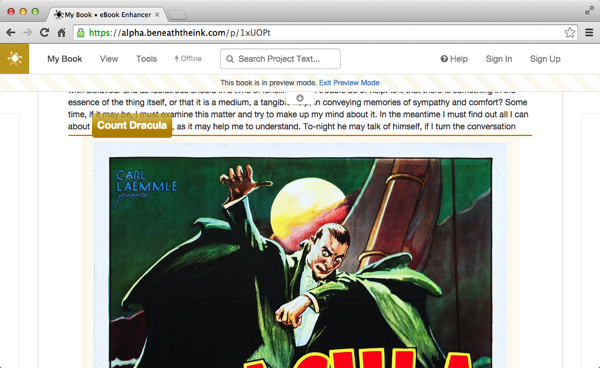 My Book • eBook Enhancer
https://alpha.beneaththeink.com/p/1xUOPt
My Book View Tools Offline Search Project Text... Help Sign In Sign Up
This book is in preview mode. Exit Preview Mode
essence of the thing itself, or that it is a medium, a tangible help, in conveying memories of sympathy and comfort? Some
time, if it may be, I must examine this matter and try to make up my mind about it. In the meantime I must find out all I can
about Count Dracula, as it may help me to understand. To-night he may talk of himself, if I turn the conversation
CARL
LAEMMLE
presents